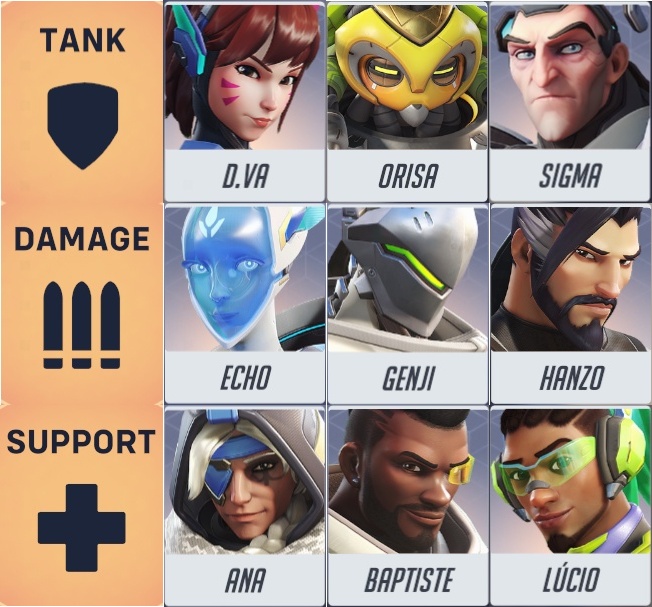 TANK
D.VA
ORISA
SIGMA
DAMAGE
ECHO
GENJI
HANZO
SUPPORT
ANA
BAPTISTE
LÚCIO